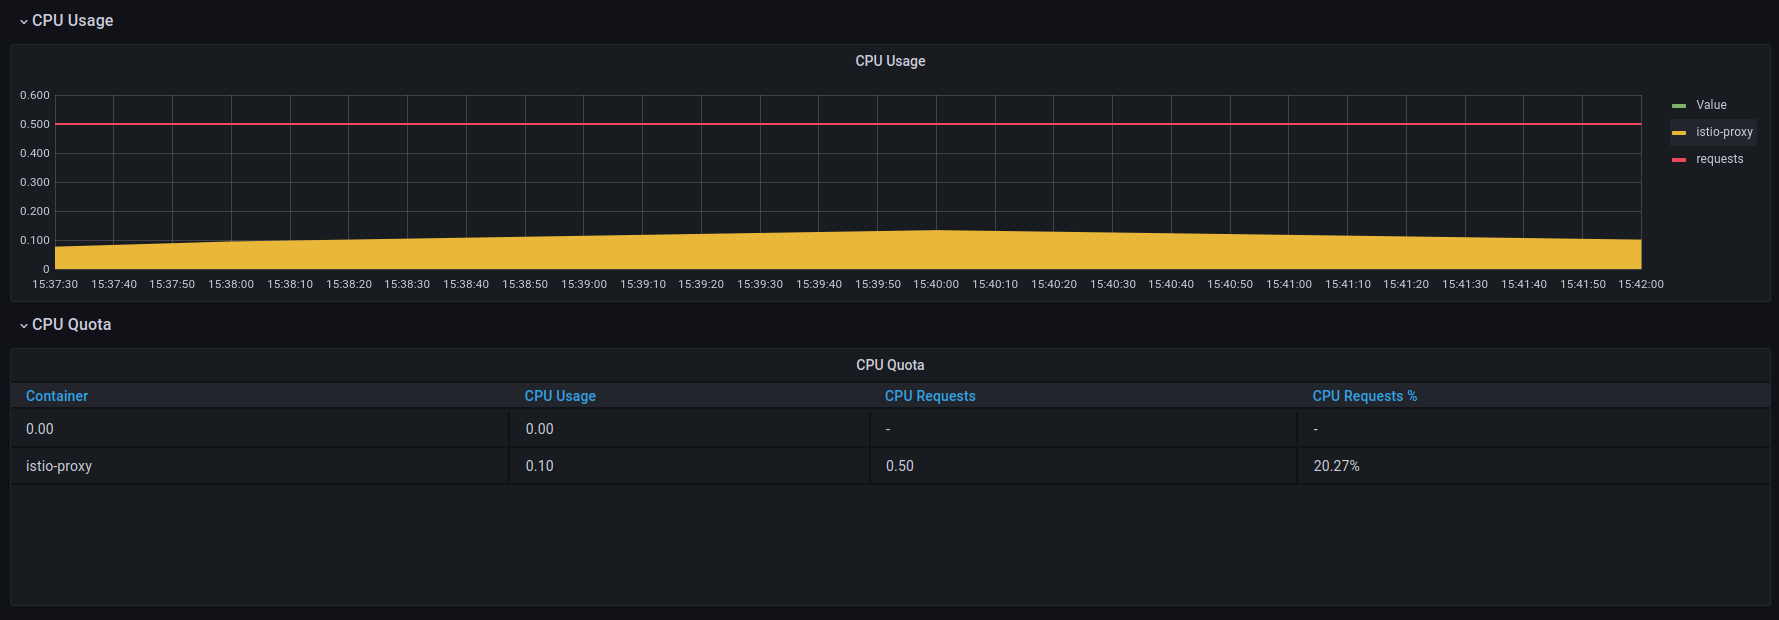 CPU Usage
CPU Usage
0.600
0.500
0.400
0.300
0.200
0.100
0
15:37:30 15:37:40 15:37:50 15:38:00 15:38:10 15:38:20 15:38:30 15:38:40 15:38:50 15:39:00 15:39:10 15:39:20 15:39:30 15:39:40 15:39:50 15:40:00 15:40:10 15:40:20 15:40:30 15:40:40 15:40:50 15:41:00 15:41:10 15:41:20 15:41:30 15:41:40 15:41:50 15:42:00
Value
istio-proxy
requests
CPU Quota
CPU Quota
Container CPU Usage CPU Requests CPU Requests %
0.00 0.00 - -
istio-proxy 0.10 0.50 20.27%